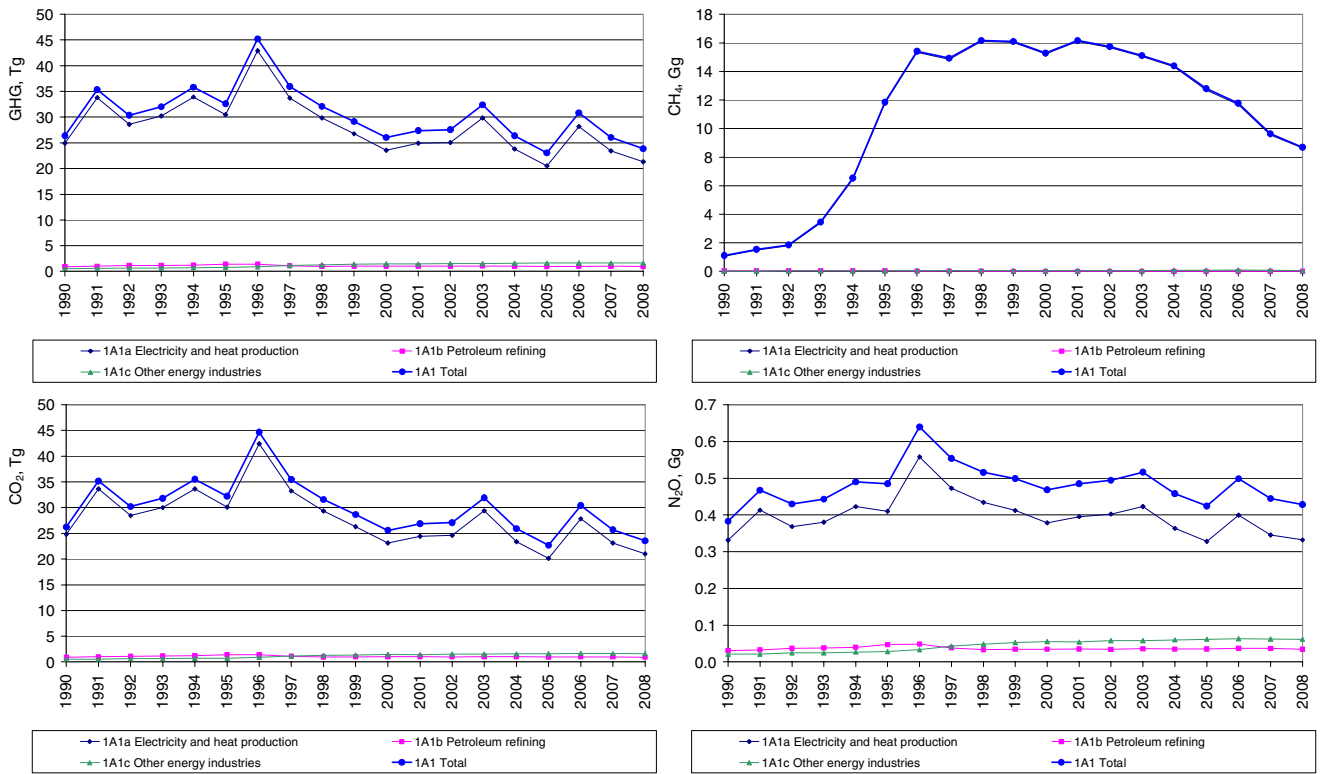 GHG, Tg
50
45
40
35
30
25
20
15
10
5
0
1990 1991 1992 1993 1994 1995 1996 1997 1998 1999 2000 2001 2002 2003 2004 2005 2006 2007 2008
1A1a Electricity and heat production 1A1b Petroleum refining
1A1c Other energy industries 1A1 Total
CH4, Gg
18
16
14
12
10
8
6
4
2
0
1990 1991 1992 1993 1994 1995 1996 1997 1998 1999 2000 2001 2002 2003 2004 2005 2006 2007 2008
1A1a Electricity and heat production 1A1b Petroleum refining
1A1c Other energy industries 1A1 Total
CO2, Tg
50
45
40
35
30
25
20
15
10
5
0
1990 1991 1992 1993 1994 1995 1996 1997 1998 1999 2000 2001 2002 2003 2004 2005 2006 2007 2008
1A1a Electricity and heat production 1A1b Petroleum refining
1A1c Other energy industries 1A1 Total
N2O, Gg
0.7
0.6
0.5
0.4
0.3
0.2
0.1
0.0
1990 1991 1992 1993 1994 1995 1996 1997 1998 1999 2000 2001 2002 2003 2004 2005 2006 2007 2008
1A1a Electricity and heat production 1A1b Petroleum refining
1A1c Other energy industries 1A1 Total